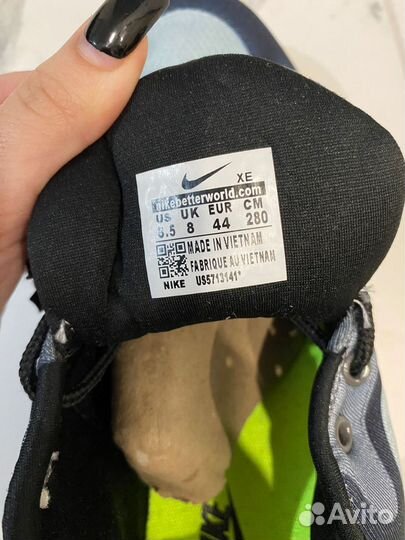 XE
nikebetterworld.com
US UK EUR CM
8.5 8 44 280
MADE IN VIETNAM
FABRIQUE AU VIETNAM
NIKE US5713141*
NIKE
Avito